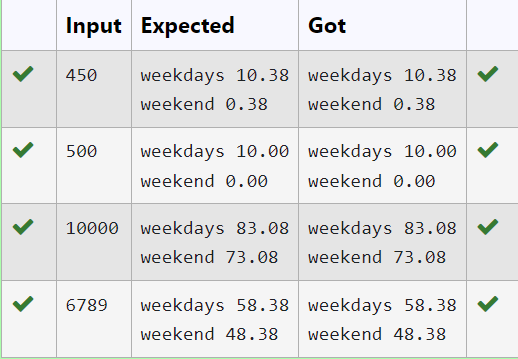 Input Expected Got
450 weekdays 10.38 weekdays 10.38
weekend 0.38 weekend 0.38
500 weekdays 10.00 weekdays 10.00
weekend 0.00 weekend 0.00
10000 weekdays 83.08 weekdays 83.08
weekend 73.08 weekend 73.08
6789 weekdays 58.38 weekdays 58.38
weekend 48.38 weekend 48.38